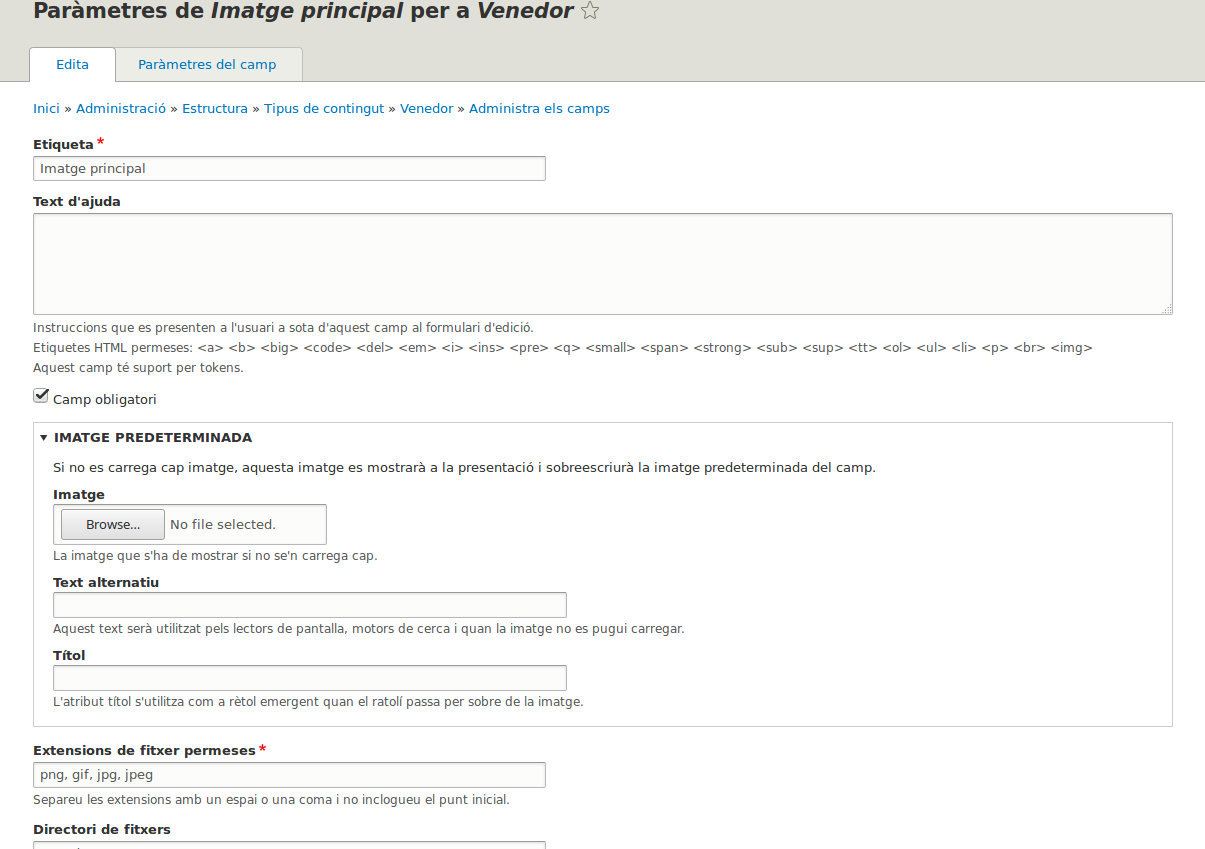 Paràmetres de Imatge principal per a Venedor
Edita Paràmetres del camp
Inici » Administració » Estructura » Tipus de contingut » Venedor » Administra els camps
Etiqueta *
Imatge principal
Text d'ajuda
Instruccions que es presenten a l'usuari a sota d'aquest camp al formulari d'edició.
Etiquetes HTML permeses: <a> <b> <big> <code> <del> <em> <i> <ins> <pre> <q> <small> <span> <strong> <sub> <sup> <tt> <ol> <ul> <li> <p> <br> <img>
Aquest camp té suport per tokens.
Camp obligatori
IMATGE PREDETERMINADA
Si no es carrega cap imatge, aquesta imatge es mostrarà a la presentació i sobreescriurà la imatge predeterminada del camp.
Imatge
Browse... No file selected.
La imatge que s'ha de mostrar si no se'n carrega cap.
Text alternatiu
Aquest text serà utilitzat pels lectors de pantalla, motors de cerca i quan la imatge no es pugui carregar.
Títol
L'atribut títol s'utilitza com a rètol emergent quan el ratolí passa per sobre de la imatge.
Extensions de fitxer permeses *
png, gif, jpg, jpeg
Separeu les extensions amb un espai o una coma i no inclogueu el punt inicial.
Directori de fitxers